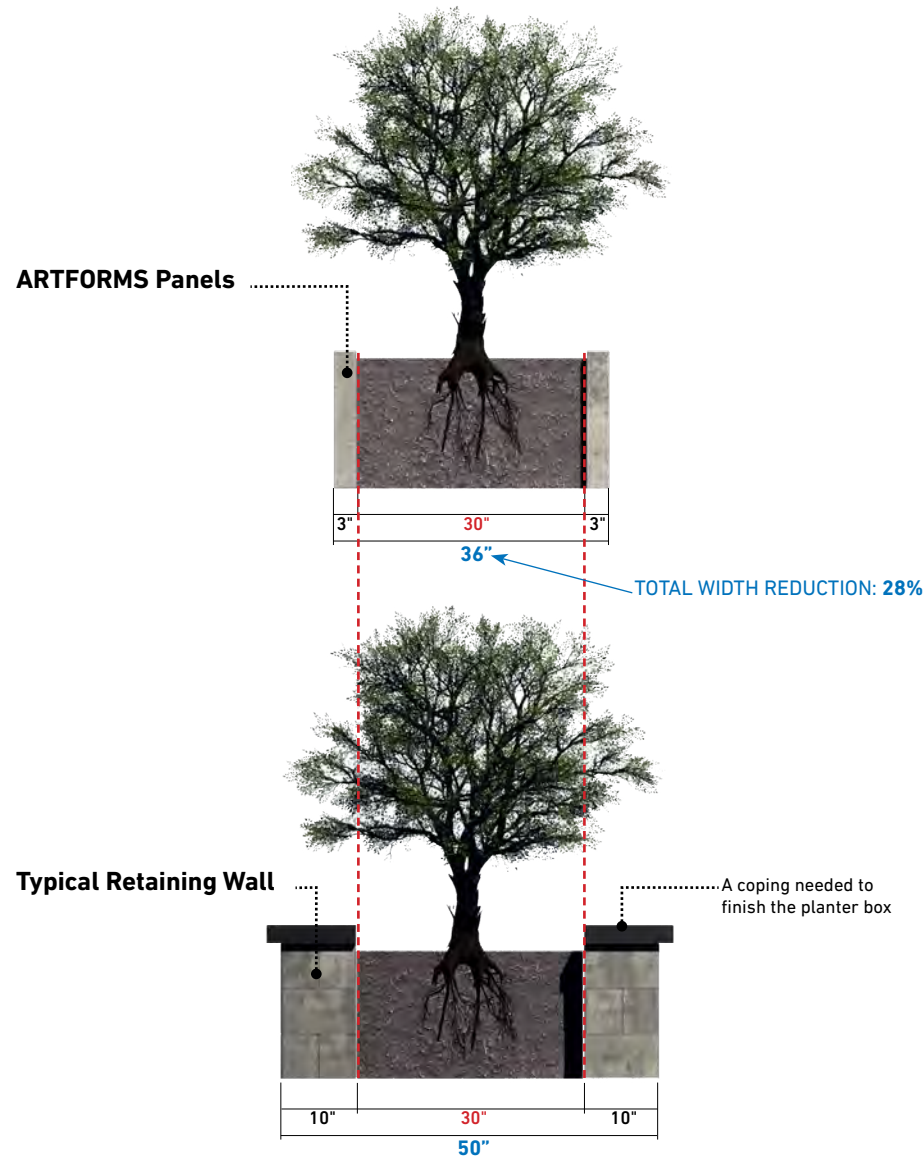 ARTFORMS Panels
3" 30" 3"
36”
TOTAL WIDTH REDUCTION: 28%
Typical Retaining Wall
A coping needed to
finish the planter box
10" 30" 10"
50”